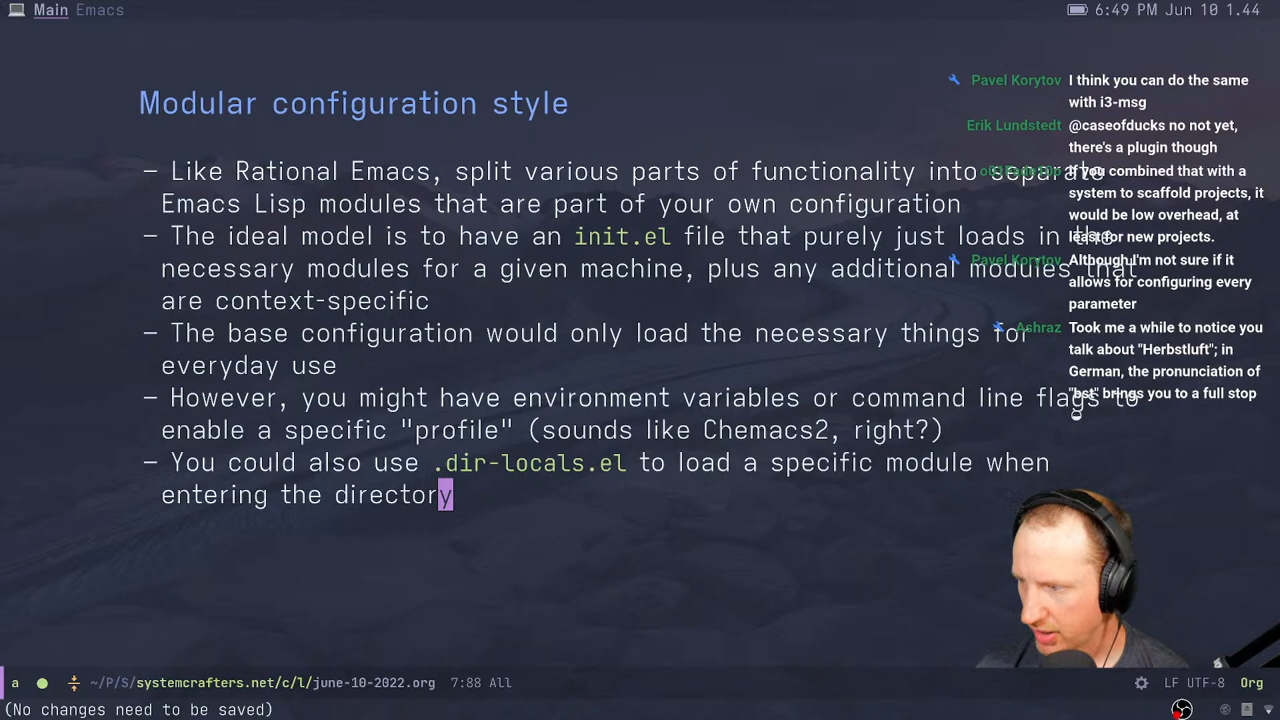 Main Emacs
6:49 PM Jun 10 1.44
Modular configuration style
– Like Rational Emacs, split various parts of functionality into separate
Emacs Lisp modules that are part of your own configuration
– The ideal model is to have an init.el file that purely just loads in the
necessary modules for a given machine, plus any additional modules that
are context-specific
– The base configuration would only load the necessary things for
everyday use
– However, you might have environment variables or command line flags to
enable a specific "profile" (sounds like Chemacs2, right?)
– You could also use .dir-locals.el to load a specific module when
entering the directory
Pavel Korytov I think you can do the same
with i3-msg
Erik Lundstedt @caseofducks no not yet,
there's a plugin though
If you combined that with a
system to scaffold projects, it
would be low overhead, at
least for new projects.
Pavel Korytov Although I'm not sure if it
allows for configuring every
parameter
Ashraz Took me a while to notice you
talk about "Herbstluft"; in
German, the pronunciation of
"bst" brings you to a full stop
a ~/P/S/systemcrafters.net/c/l/june-10-2022.org 7:88 All
LF UTF-8 Org
(No changes need to be saved)